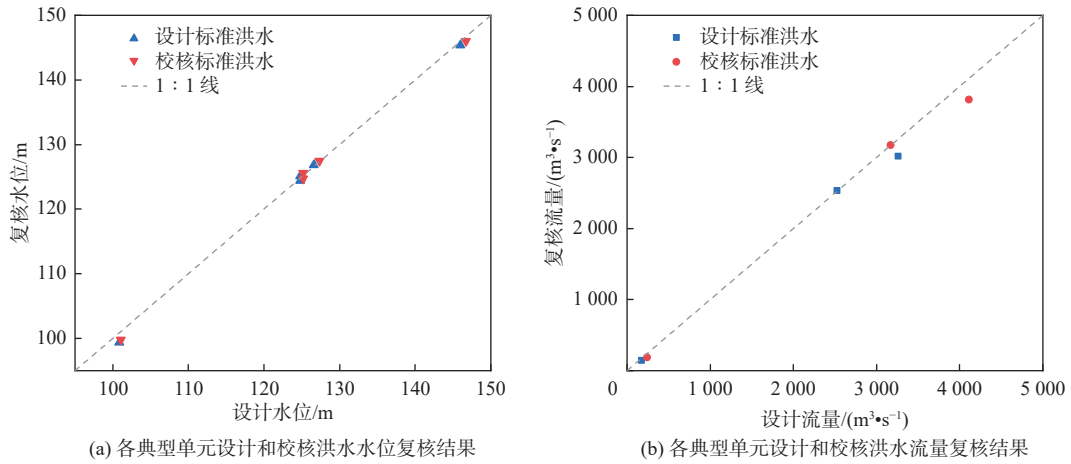 150
140
130
120
110
100
复核水位/m
设计标准洪水
校核标准洪水
1∶1 线
100
110
120
130
140
150
设计水位/m
(a) 各典型单元设计和校核洪水水位复核结果
5 000
4 000
3 000
2 000
1 000
复核流量/(m³•s⁻¹)
设计标准洪水
校核标准洪水
1∶1 线
0
1 000
2 000
3 000
4 000
5 000
设计流量/(m³•s⁻¹)
(b) 各典型单元设计和校核洪水流量复核结果